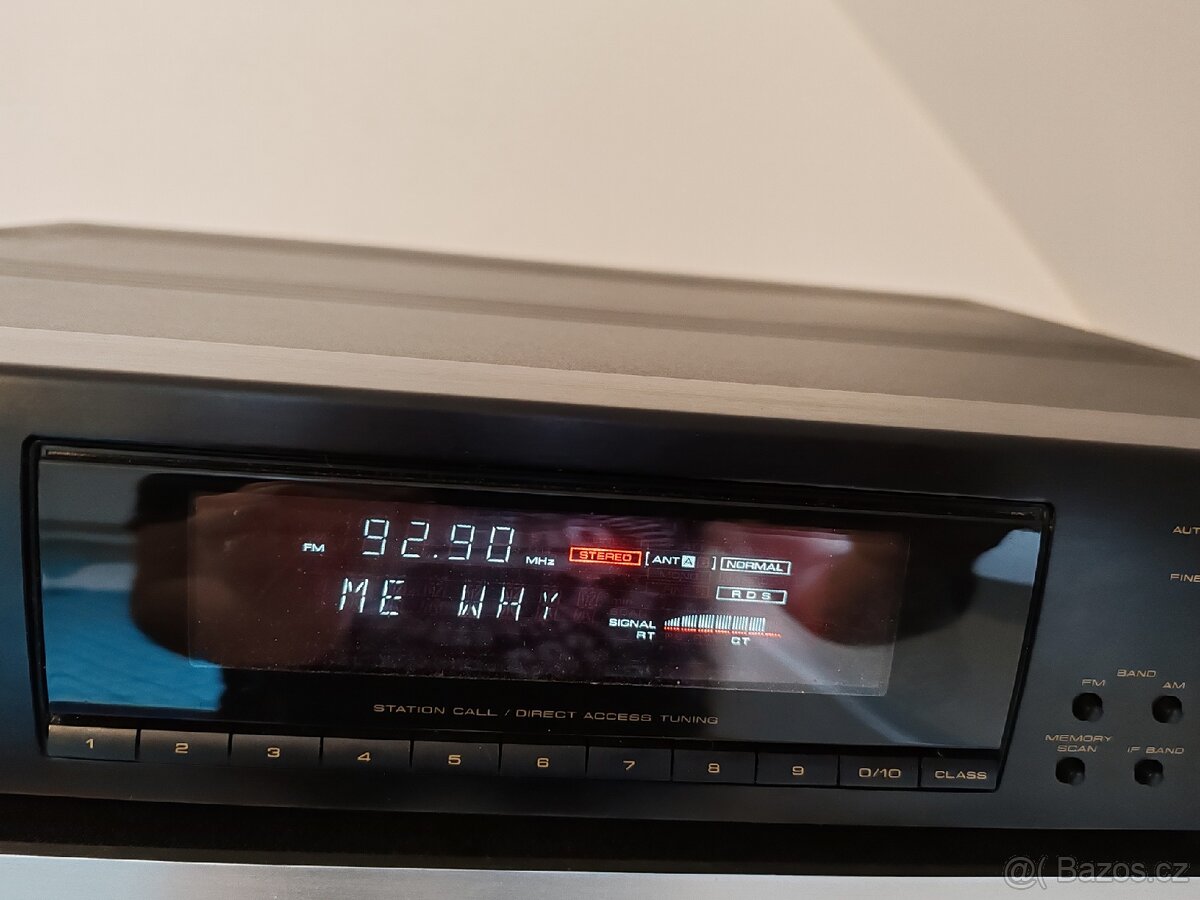 FM 92.90 MHz STEREO [ANT A ] NORMAL
ME WHY RDS
SIGNAL
RT CT
STATION CALL / DIRECT ACCESS TUNING
1 2 3 4 5 6 7 8 9 0/10 CLASS
AUT
FINE
BAND
FM AM
MEMORY SCAN IF BAND
@( Bazos.cz